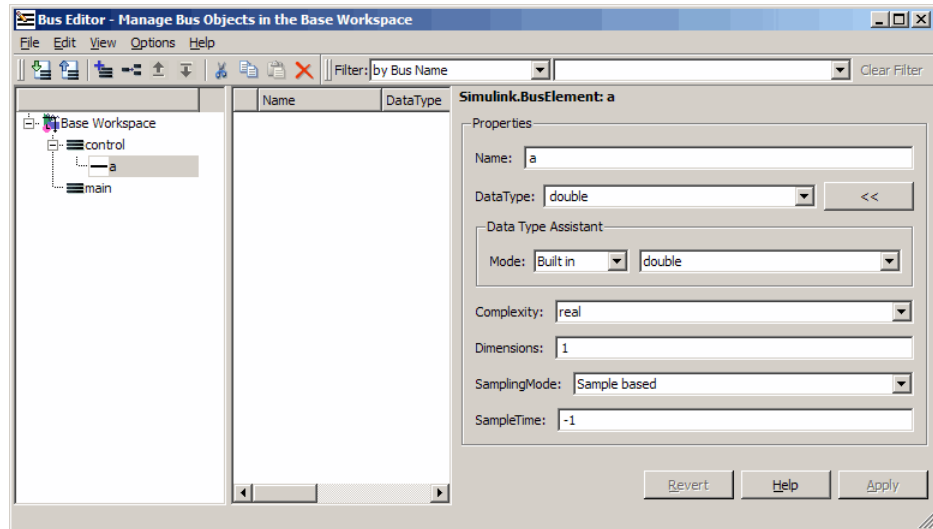 Bus Editor - Manage Bus Objects in the Base Workspace
File Edit View Options Help
Filter: by Bus Name Clear Filter
Name DataType
Simulink.BusElement: a
Base Workspace
control
a
main
Properties
Name: a
DataType: double <<
Data Type Assistant
Mode: Built in double
Complexity: real
Dimensions: 1
SamplingMode: Sample based
SampleTime: -1
Revert Help Apply